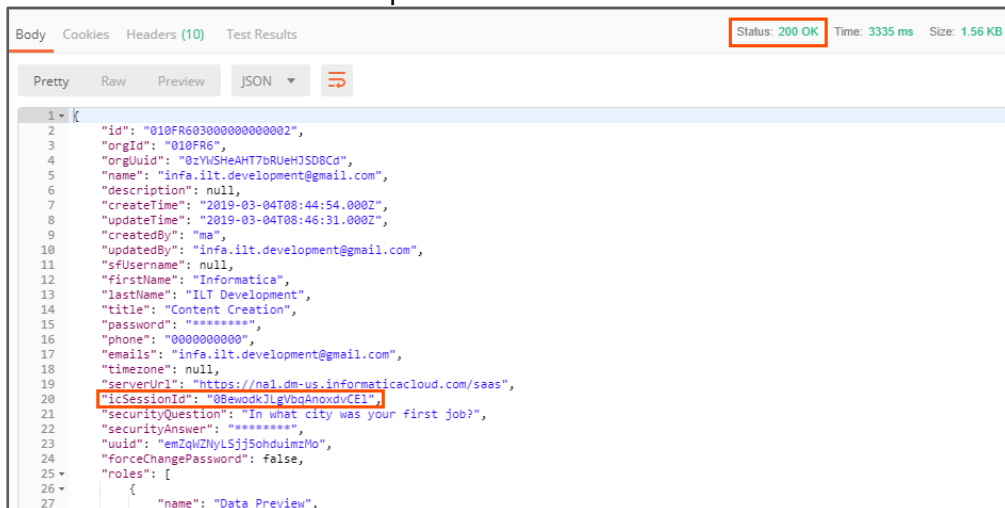 Body Cookies Headers (10) Test Results Status: 200 OK Time: 3335 ms Size: 1.56 KB
Pretty Raw Preview JSON
1 {
2 "id": "010FR603000000000002",
3 "orgId": "010FR6",
4 "orgUuid": "0zYWSHeAHT7bRUeHJSD8Cd",
5 "name": "infa.ilt.development@gmail.com",
6 "description": null,
7 "createTime": "2019-03-04T08:44:54.000Z",
8 "updateTime": "2019-03-04T08:46:31.000Z",
9 "createdBy": "ma",
10 "updatedBy": "infa.ilt.development@gmail.com",
11 "sfUsername": null,
12 "firstName": "Informatica",
13 "lastName": "ILT Development",
14 "title": "Content Creation",
15 "password": "********",
16 "phone": "0000000000",
17 "emails": "infa.ilt.development@gmail.com",
18 "timezone": null,
19 "serverUrl": "https://na1.dm-us.informaticacloud.com/saas",
20 "icSessionId": "0BewodkJLgVbqAnoxdvCEl",
21 "securityQuestion": "In what city was your first job?",
22 "securityAnswer": "********",
23 "uuid": "emZqWZNyLSjj5ohduimzMo",
24 "forceChangePassword": false,
25 "roles": [
26 {
27 "name": "Data Preview",